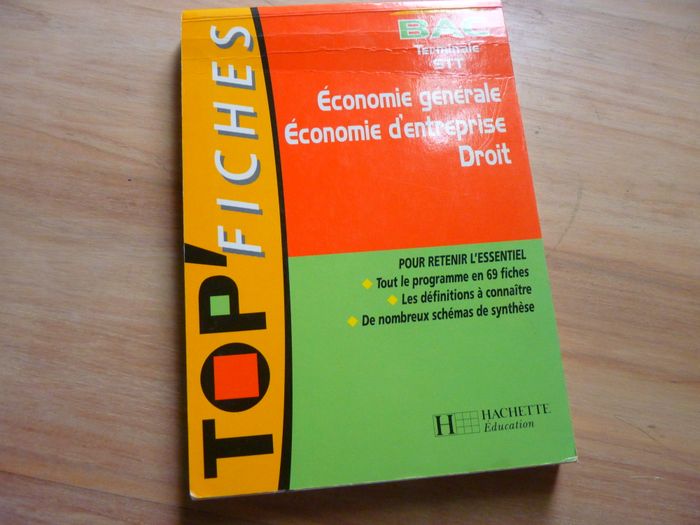 TOP'
FICHES
BAC
Terminale
STT
Économie générale
Économie d'entreprise
Droit
POUR RETENIR L'ESSENTIEL
Tout le programme en 69 fiches
Les définitions à connaître
De nombreux schémas de synthèse
H HACHETTE
Éducation